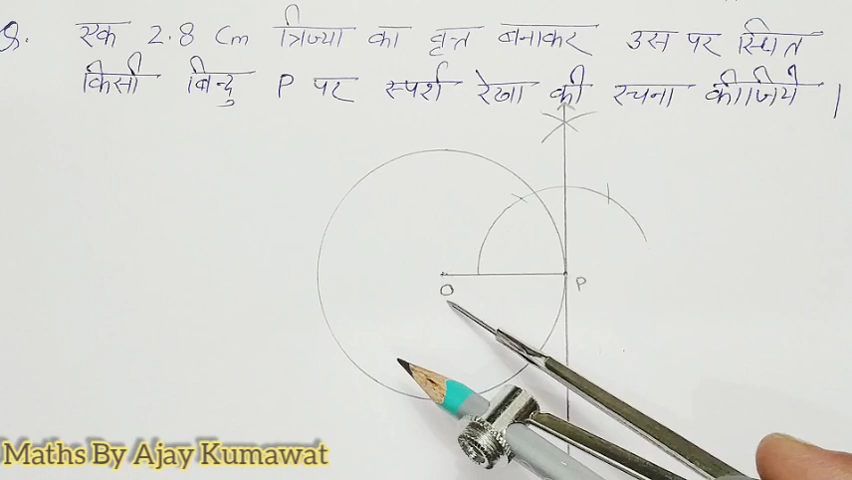 Q. एक 2.8 Cm त्रिज्या का वृत्त बनाकर उस पर स्थित
किसी बिन्दु P पर स्पर्श रेखा की रचना कीजिये ।
O P
Maths By Ajay Kumawat